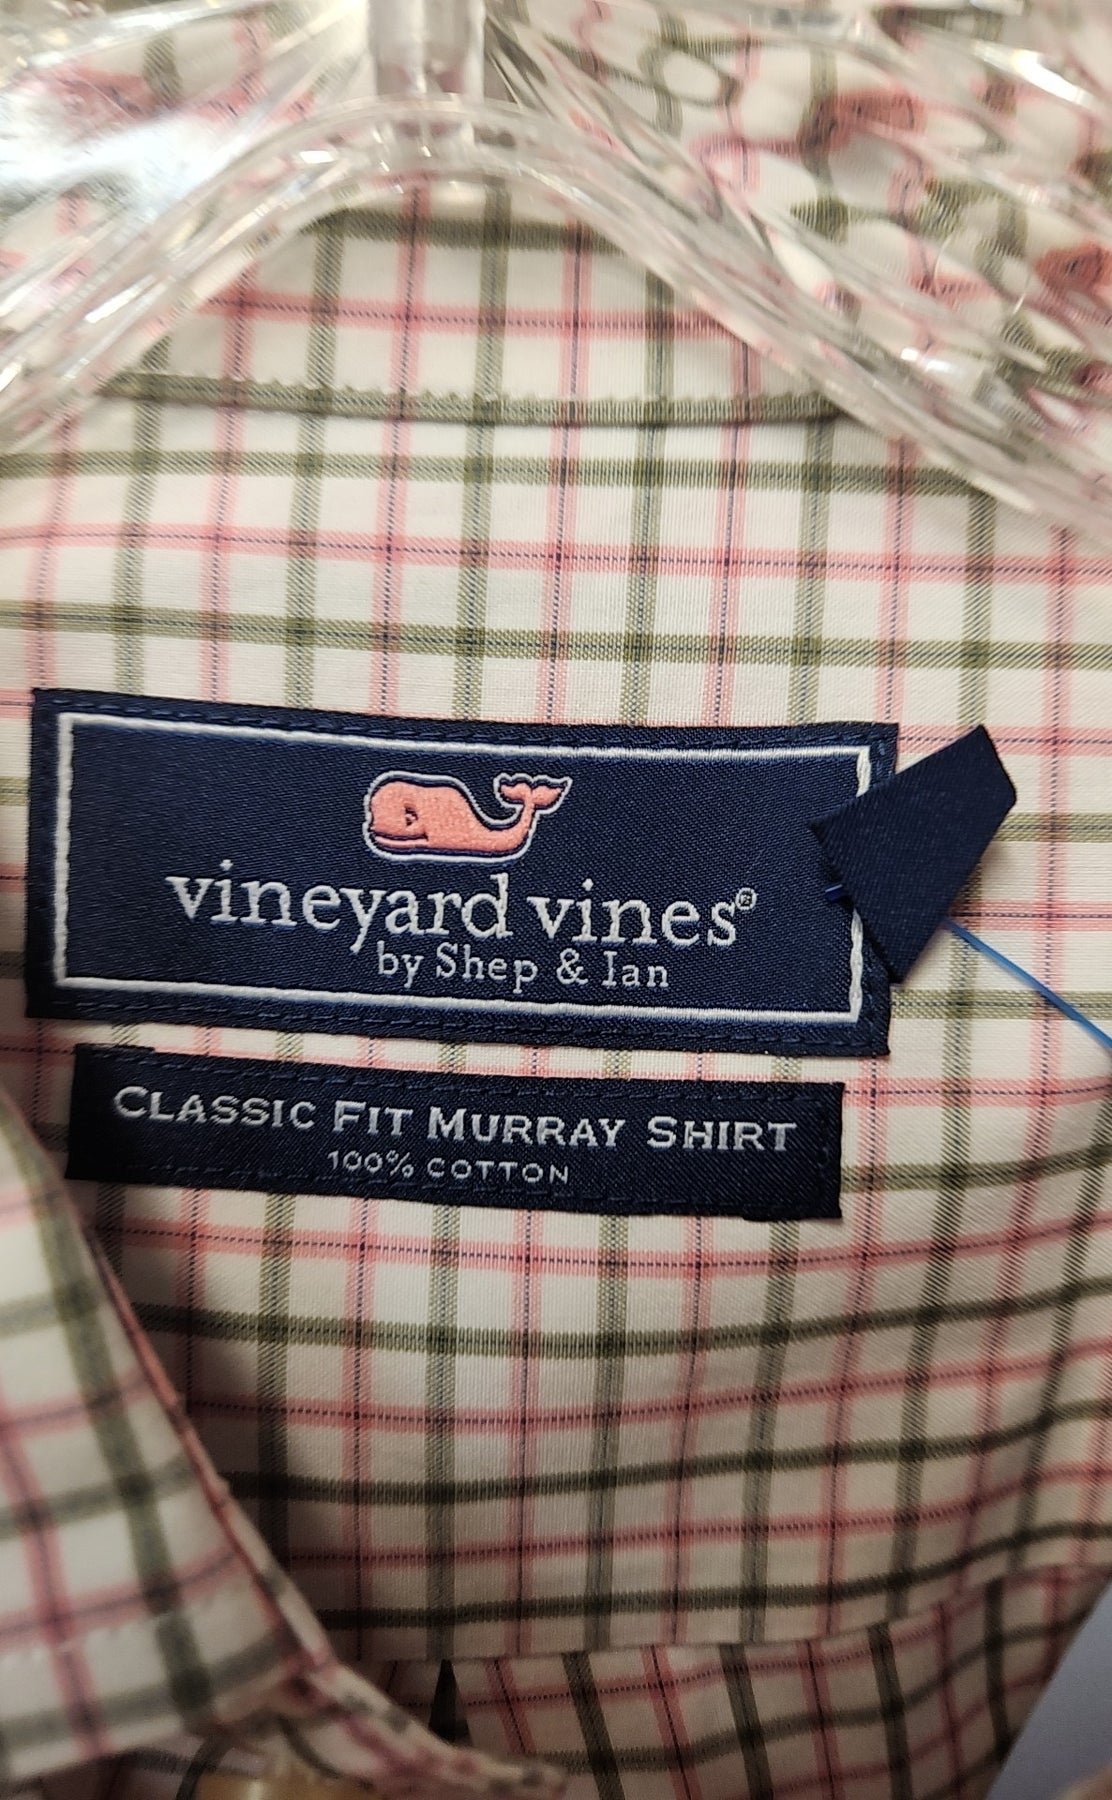 vineyard vines®
by Shep & Ian
CLASSIC FIT MURRAY SHIRT
100% COTTON